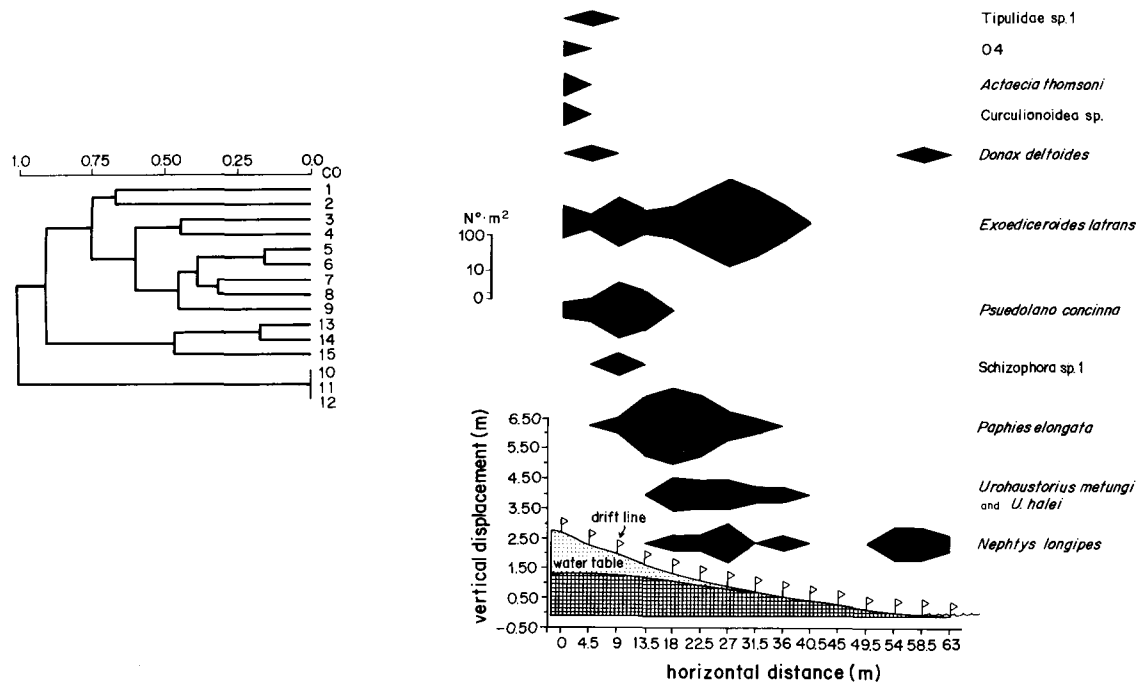 1.0 0.75 0.50 0.25 0.0
CO
1
2
3
4
5
6
7
8
9
13
14
15
10
11
12
Tipulidae sp.1
O4
Actaecia thomsoni
Curculionoidea sp.
Donax deltoides
N°·m²
100
10
0
Exoediceroides latrans
Psuedolana concinna
Schizophora sp.1
Paphies elongata
Urohaustorius metungi
and U. halei
Nephtys longipes
vertical displacement (m)
6.50
5.50
4.50
3.50
2.50
1.50
0.50
-0.50
drift line
water table
0 4.5 9 13.5 18 22.5 27 31.5 36 40.545 49.5 54 58.5 63
horizontal distance (m)